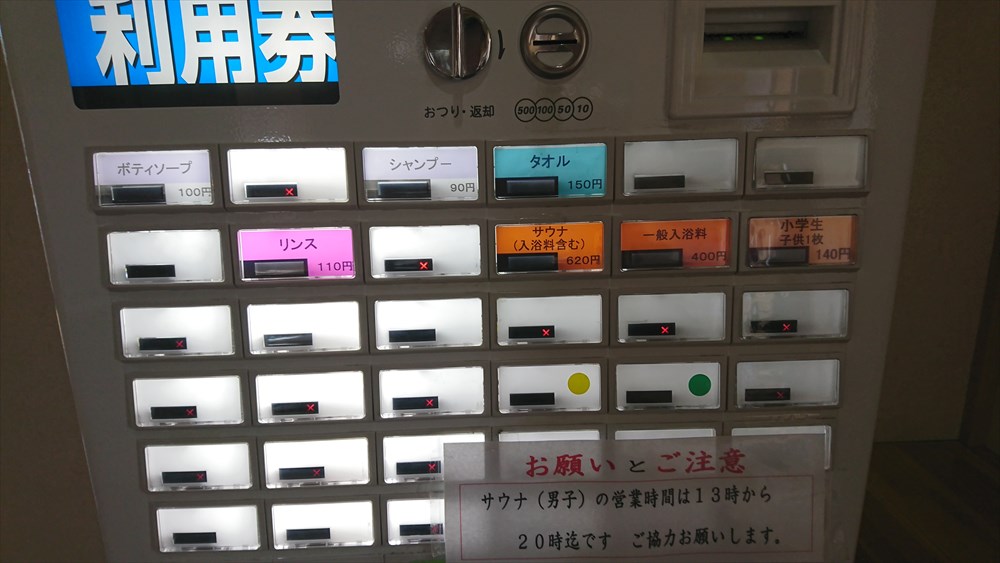 利用券
おつり・返却
500 100 50 10
ボディソープ
100円
シャンプー
90円
タオル
150円
リンス
110円
サウナ
(入浴料含む)
620円
一般入浴料
400円
小学生
子供1枚
140円
お願いとご注意
サウナ(男子)の営業時間は13時から
20時迄です ご協力お願いします。